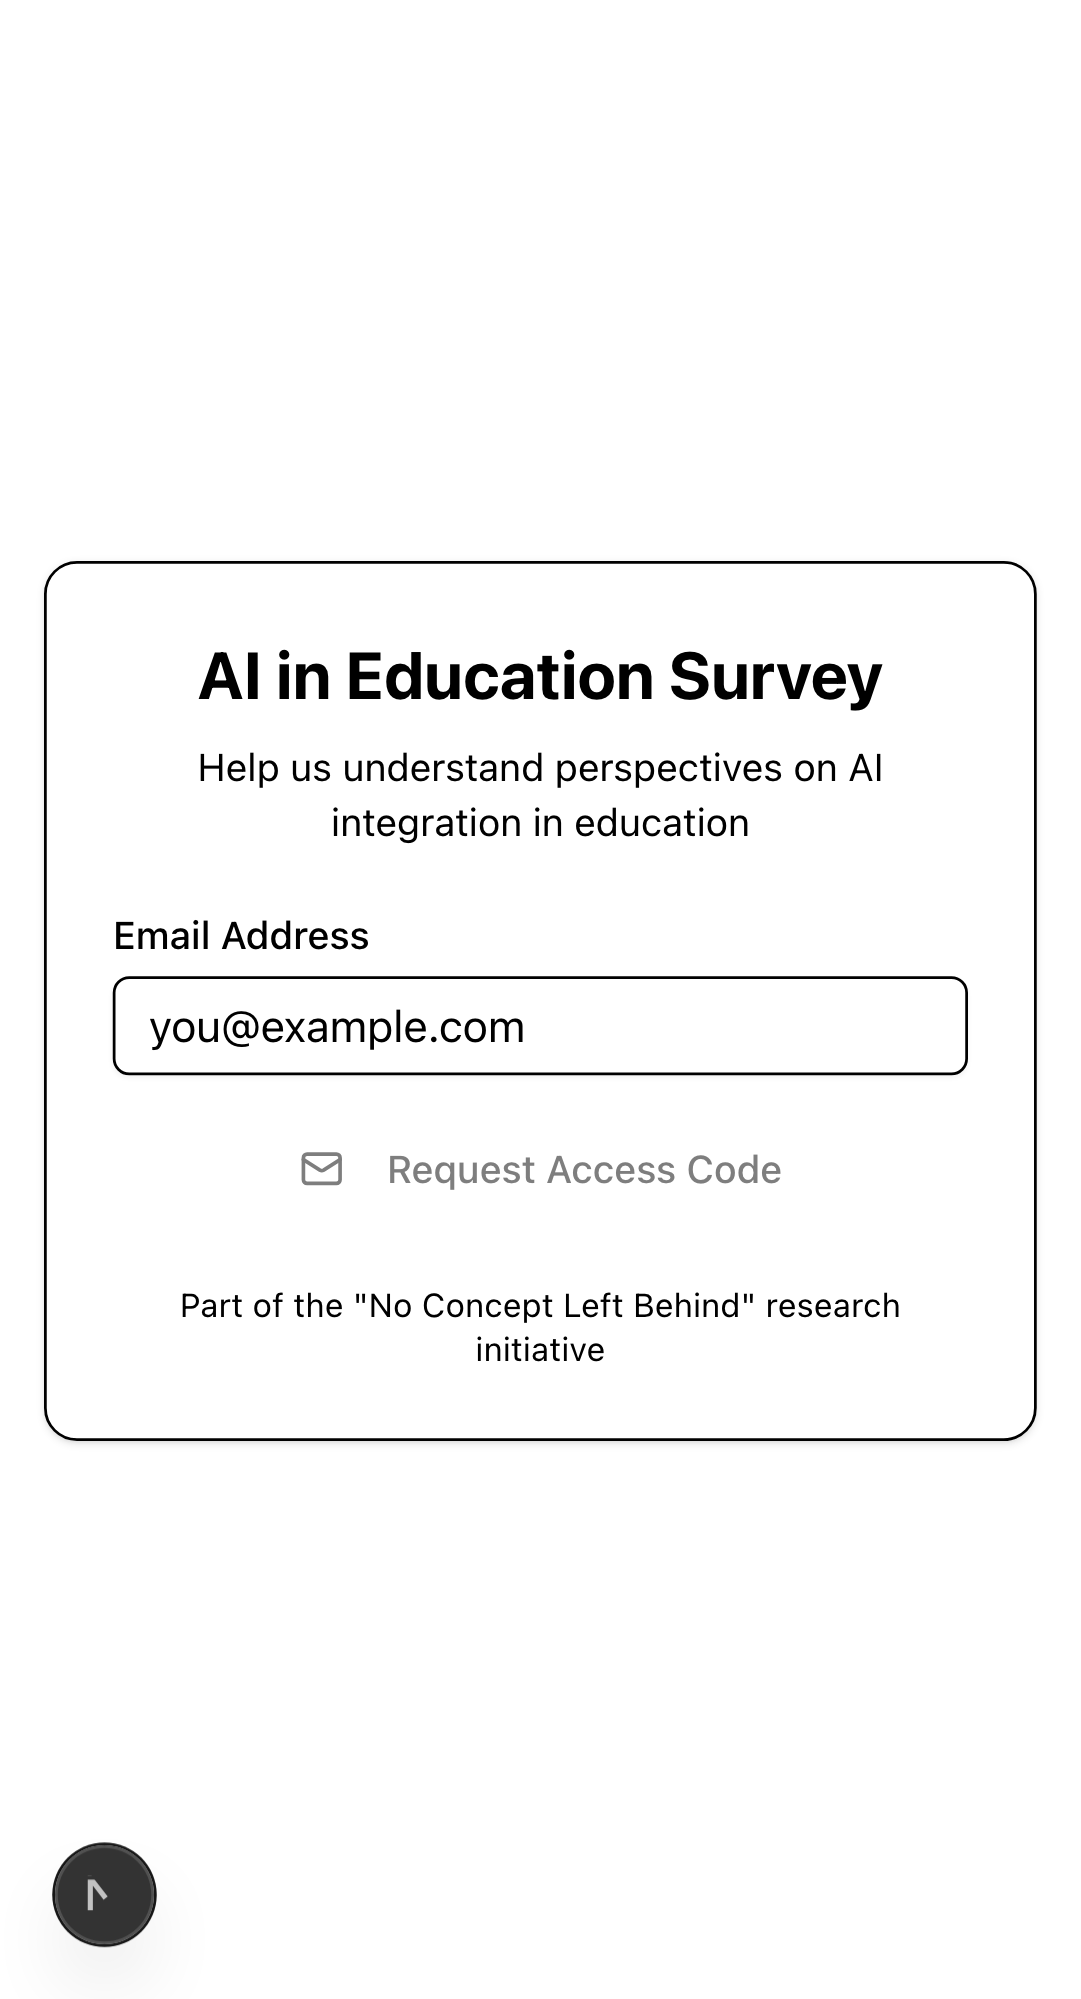 AI in Education Survey
Help us understand perspectives on AI
integration in education
Email Address
you@example.com
Request Access Code
Part of the "No Concept Left Behind" research
initiative